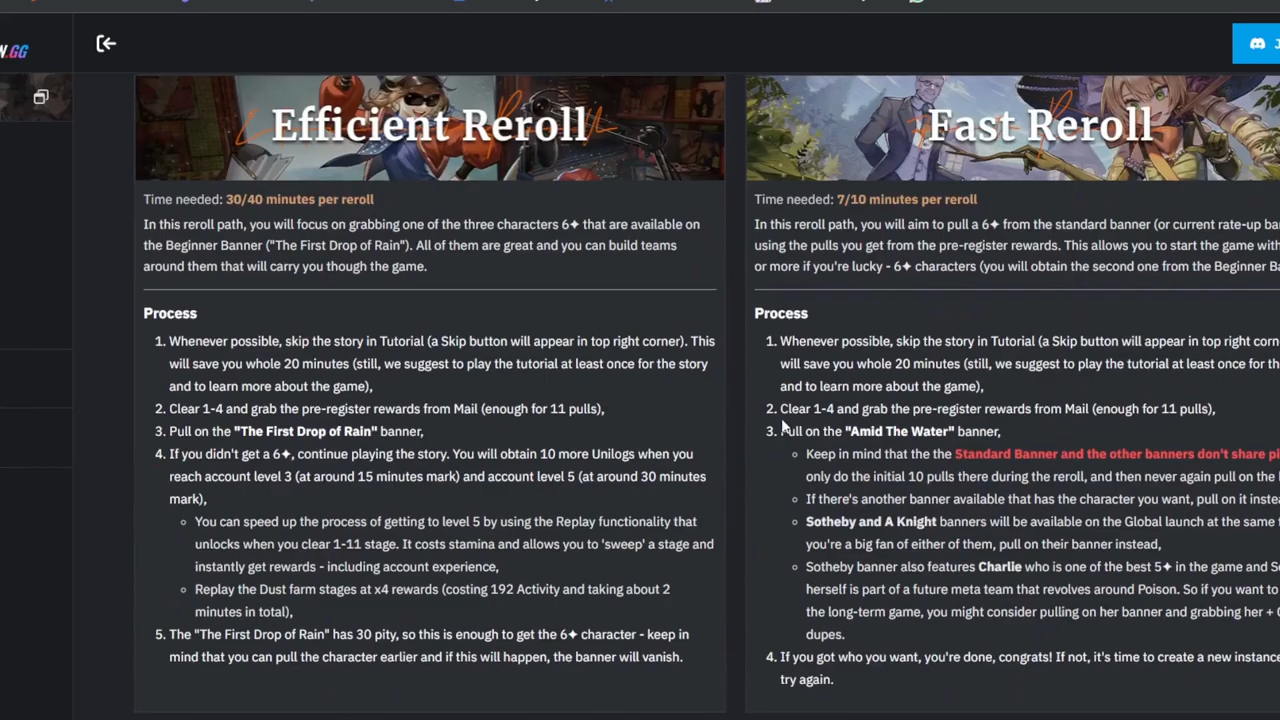 Efficient Reroll
Time needed: 30/40 minutes per reroll
In this reroll path, you will focus on grabbing one of the three characters 6✦ that are available on
the Beginner Banner ("The First Drop of Rain"). All of them are great and you can build teams
around them that will carry you though the game.
Process
1. Whenever possible, skip the story in Tutorial (a Skip button will appear in top right corner). This
will save you whole 20 minutes (still, we suggest to play the tutorial at least once for the story
and to learn more about the game),
2. Clear 1-4 and grab the pre-register rewards from Mail (enough for 11 pulls),
3. Pull on the "The First Drop of Rain" banner,
4. If you didn't get a 6✦, continue playing the story. You will obtain 10 more Unilogs when you
reach account level 3 (at around 15 minutes mark) and account level 5 (at around 30 minutes
mark),
You can speed up the process of getting to level 5 by using the Replay functionality that
unlocks when you clear 1-11 stage. It costs stamina and allows you to 'sweep' a stage and
instantly get rewards - including account experience,
Replay the Dust farm stages at x4 rewards (costing 192 Activity and taking about 2
minutes in total),
5. The "The First Drop of Rain" has 30 pity, so this is enough to get the 6✦ character - keep in
mind that you can pull the character earlier and if this will happen, the banner will vanish.
Fast Reroll
Time needed: 7/10 minutes per reroll
In this reroll path, you will aim to pull a 6✦ from the standard banner (or current rate-up
using the pulls you get from the pre-register rewards. This allows you to start the game
or more if you're lucky - 6✦ characters (you will obtain the second one from the Beginner
Process
1. Whenever possible, skip the story in Tutorial (a Skip button will appear in top right
will save you whole 20 minutes (still, we suggest to play the tutorial at least once for the
and to learn more about the game),
2. Clear 1-4 and grab the pre-register rewards from Mail (enough for 11 pulls),
3. Pull on the "Amid The Water" banner,
Keep in mind that the the Standard Banner and the other banners don't share
only do the initial 10 pulls there during the reroll, and then never again pull on the
If there's another banner available that has the character you want, pull on it
Sotheby and A Knight banners will be available on the Global launch at the same
you're a big fan of either of them, pull on their banner instead,
Sotheby banner also features Charlie who is one of the best 5✦ in the game and
herself is part of a future meta team that revolves around Poison. So if you want to
the long-term game, you might consider pulling on her banner and grabbing her +
dupes.
4. If you got who you want, you're done, congrats! If not, it's time to create a new
try again.